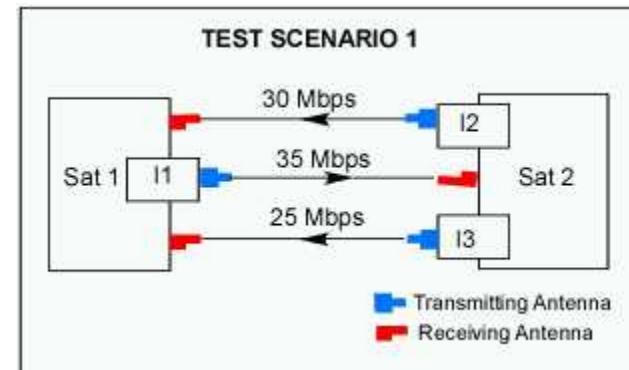 TEST SCENARIO 1
30 Mbps
I2
Sat 1
I1
35 Mbps
Sat 2
25 Mbps
I3
Transmitting Antenna
Receiving Antenna